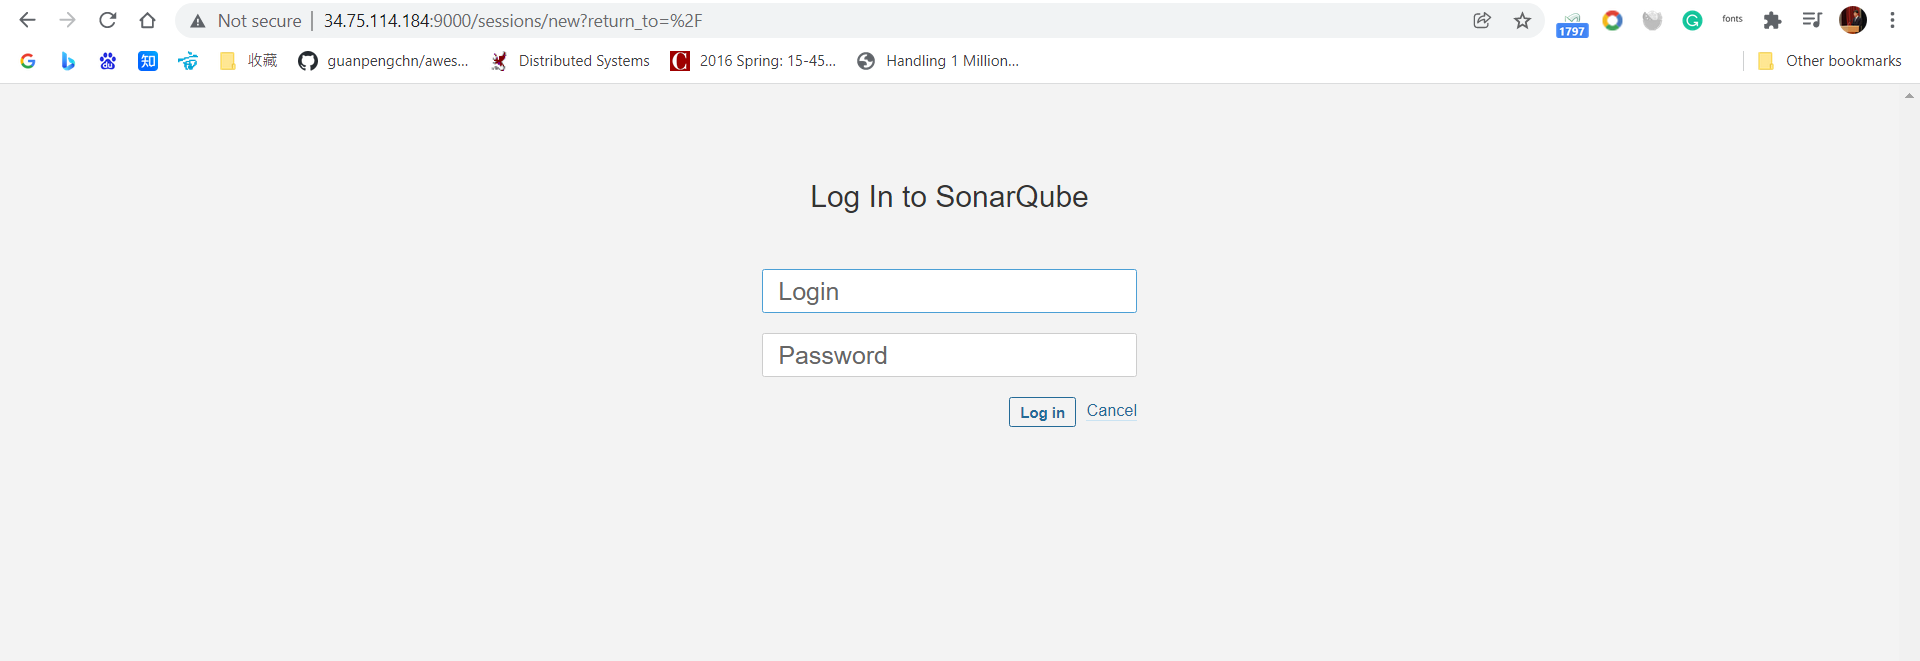 Not secure | 34.75.114.184:9000/sessions/new?return_to=%2F
1797
fonts
知
收藏
guanpengchn/awes...
Distributed Systems
C 2016 Spring: 15-45...
Handling 1 Million...
Other bookmarks
Log In to SonarQube
Login
Password
Log in Cancel